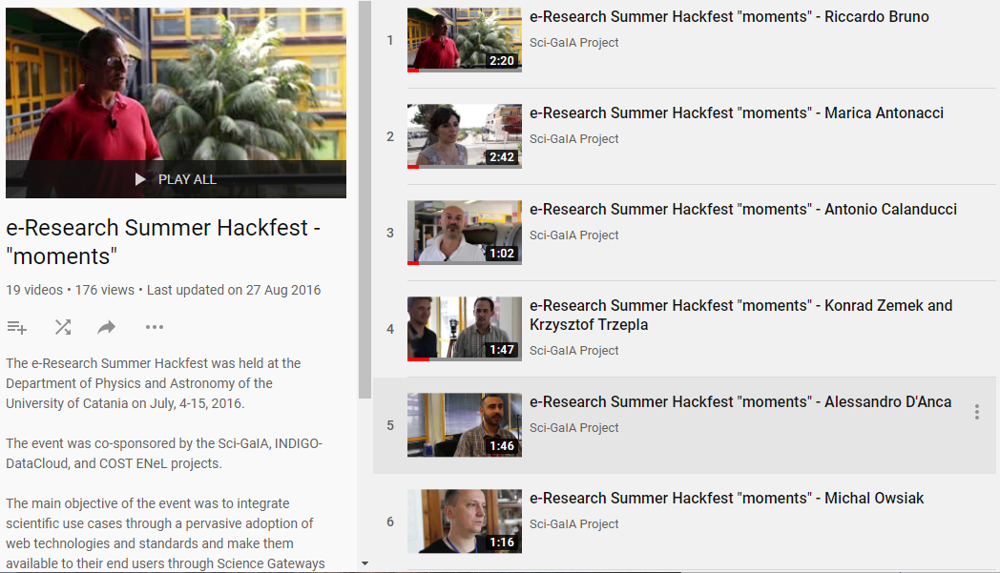 PLAY ALL
e-Research Summer Hackfest -
"moments"
19 videos • 176 views • Last updated on 27 Aug 2016
The e-Research Summer Hackfest was held at the
Department of Physics and Astronomy of the
University of Catania on July, 4-15, 2016.
The event was co-sponsored by the Sci-GaIA, INDIGO-
DataCloud, and COST ENeL projects.
The main objective of the event was to integrate
scientific use cases through a pervasive adoption of
web technologies and standards and make them
available to their end users through Science Gateways
1
2:20
e-Research Summer Hackfest "moments" - Riccardo Bruno
Sci-GaIA Project
2
2:42
e-Research Summer Hackfest "moments" - Marica Antonacci
Sci-GaIA Project
3
1:02
e-Research Summer Hackfest "moments" - Antonio Calanducci
Sci-GaIA Project
4
1:47
e-Research Summer Hackfest "moments" - Konrad Zemek and
Krzysztof Trzepla
Sci-GaIA Project
5
1:46
e-Research Summer Hackfest "moments" - Alessandro D'Anca
Sci-GaIA Project
6
1:16
e-Research Summer Hackfest "moments" - Michal Owsiak
Sci-GaIA Project